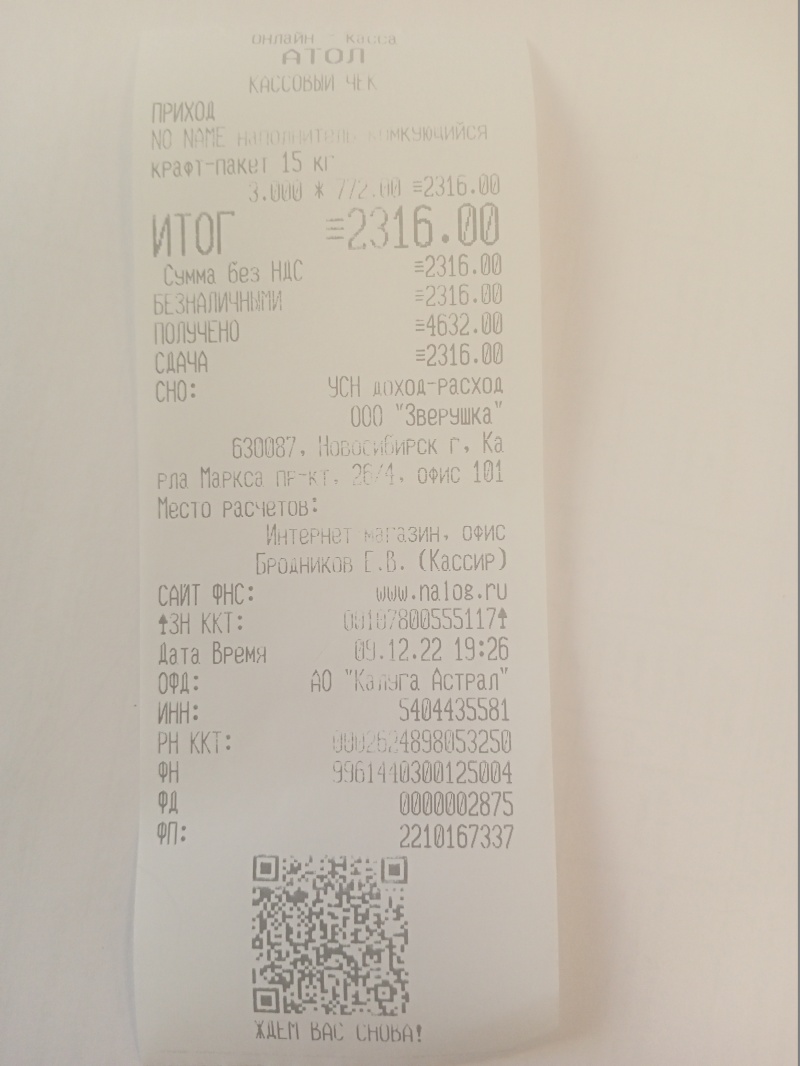 ОНЛАЙН - Касса
АТОЛ
КАССОВЫЙ ЧЕК
ПРИХОД
NO NAME наполнитель комкующийся
крафт-пакет 15 кг
3.000 * 772.00 ≡2316.00
ИТОГ ≡2316.00
Сумма без НДС ≡2316.00
БЕЗНАЛИЧНЫМИ ≡2316.00
ПОЛУЧЕНО ≡4632.00
СДАЧА ≡2316.00
СНО: УСН доход-расход
ООО "Зверушка"
630087, Новосибирск г, Ка
рла Маркса пр-кт, 26/4, офис 101
Место расчетов:
Интернет магазин, офис
Бродников Е.В. (Кассир)
САЙТ ФНС: www.nalog.ru
↟ЗН ККТ: 00107800555117↟
Дата Время 09.12.22 19:26
ОФД: АО "Калуга Астрал"
ИНН: 5404435581
РН ККТ: 0002624898053250
ФН 9961440300125004
ФД 0000002875
ФП: 2210167337
ЖДЕМ ВАС СНОВА!